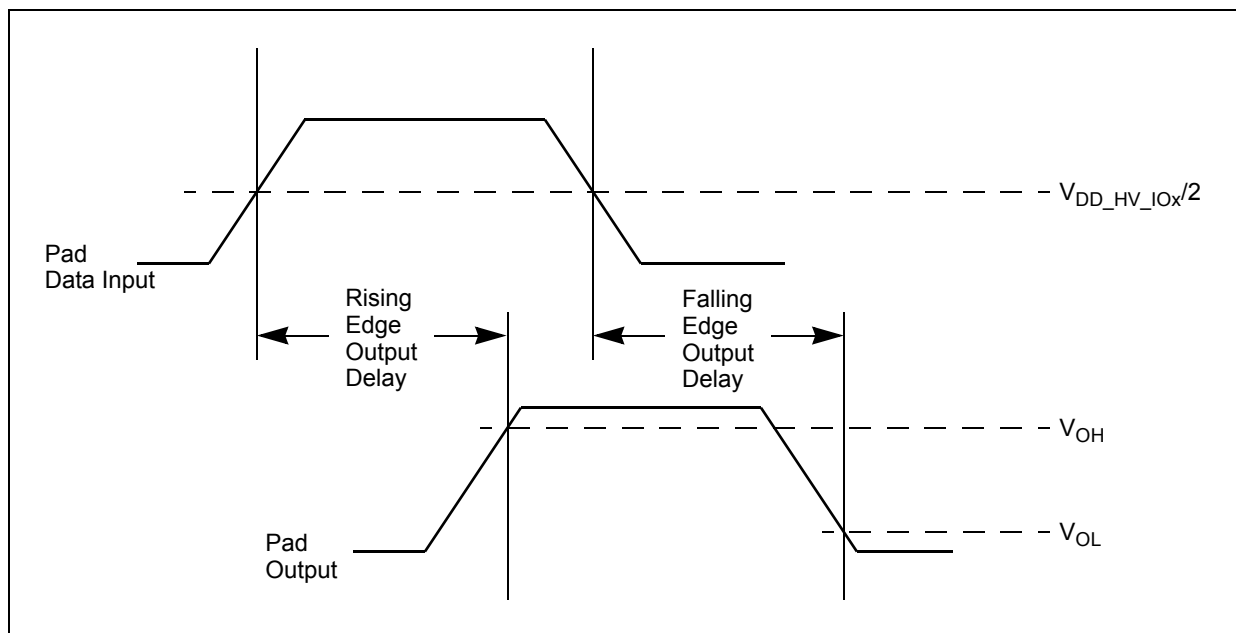 V_DD_HV_IOx/2
Pad
Data Input
Rising
Edge
Output
Delay
Falling
Edge
Output
Delay
V_OH
V_OL
Pad
Output